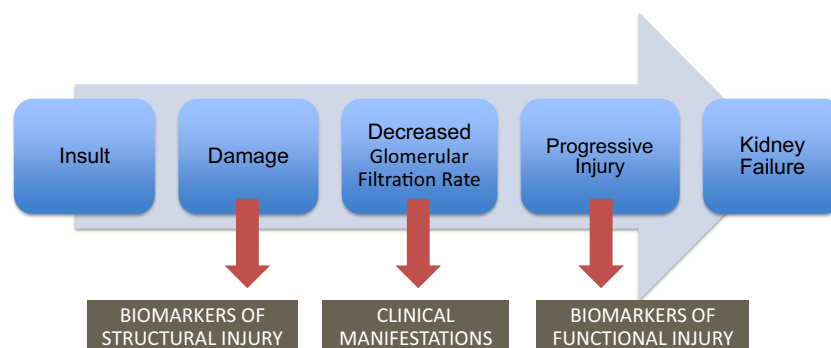 Insult
Damage
Decreased
Glomerular
Filtration Rate
Progressive
Injury
Kidney
Failure
BIOMARKERS OF
STRUCTURAL INJURY
CLINICAL
MANIFESTATIONS
BIOMARKERS OF
FUNCTIONAL INJURY